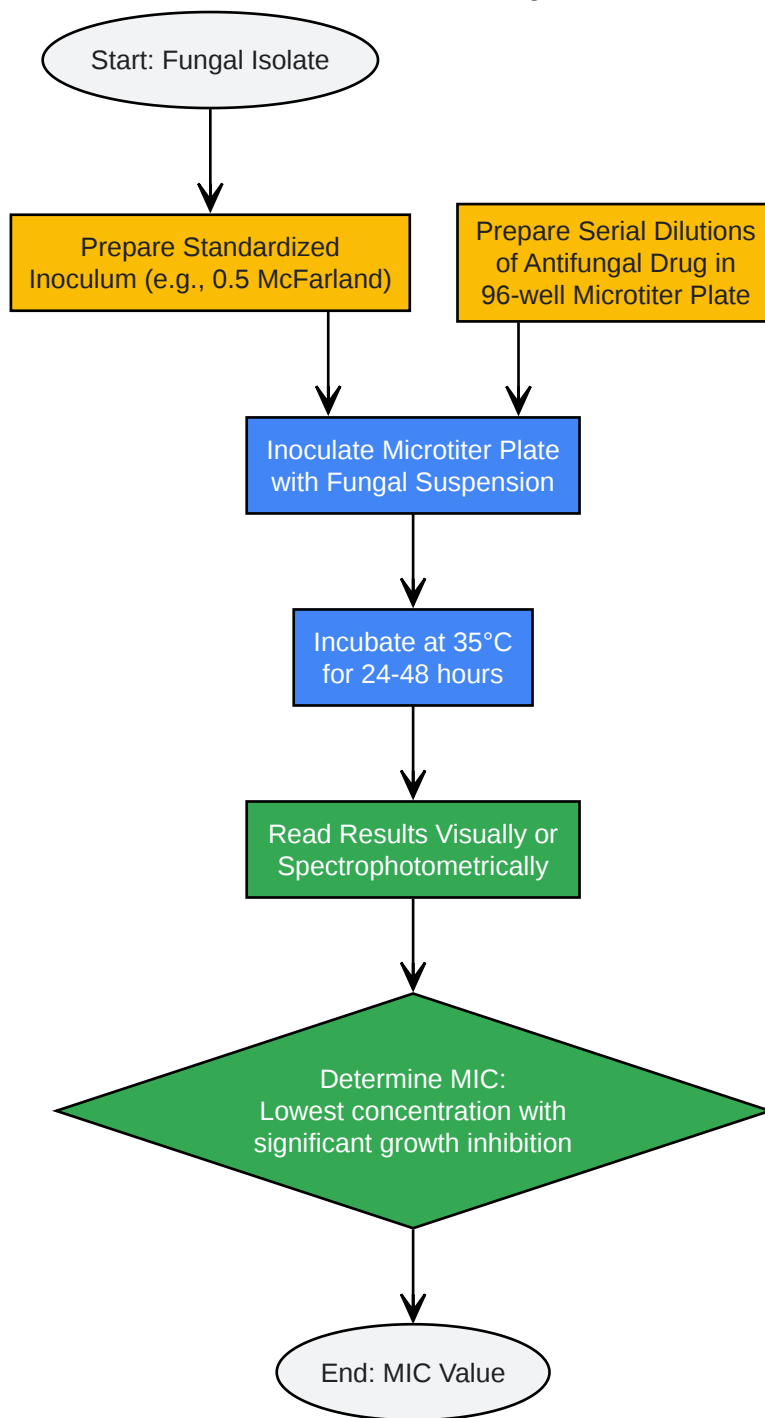 Start: Fungal Isolate
Prepare Standardized
Inoculum (e.g., 0.5 McFarland)
Prepare Serial Dilutions
of Antifungal Drug in
96-well Microtiter Plate
Inoculate Microtiter Plate
with Fungal Suspension
Incubate at 35°C
for 24-48 hours
Read Results Visually or
Spectrophotometrically
Determine MIC:
Lowest concentration with
significant growth inhibition
End: MIC Value